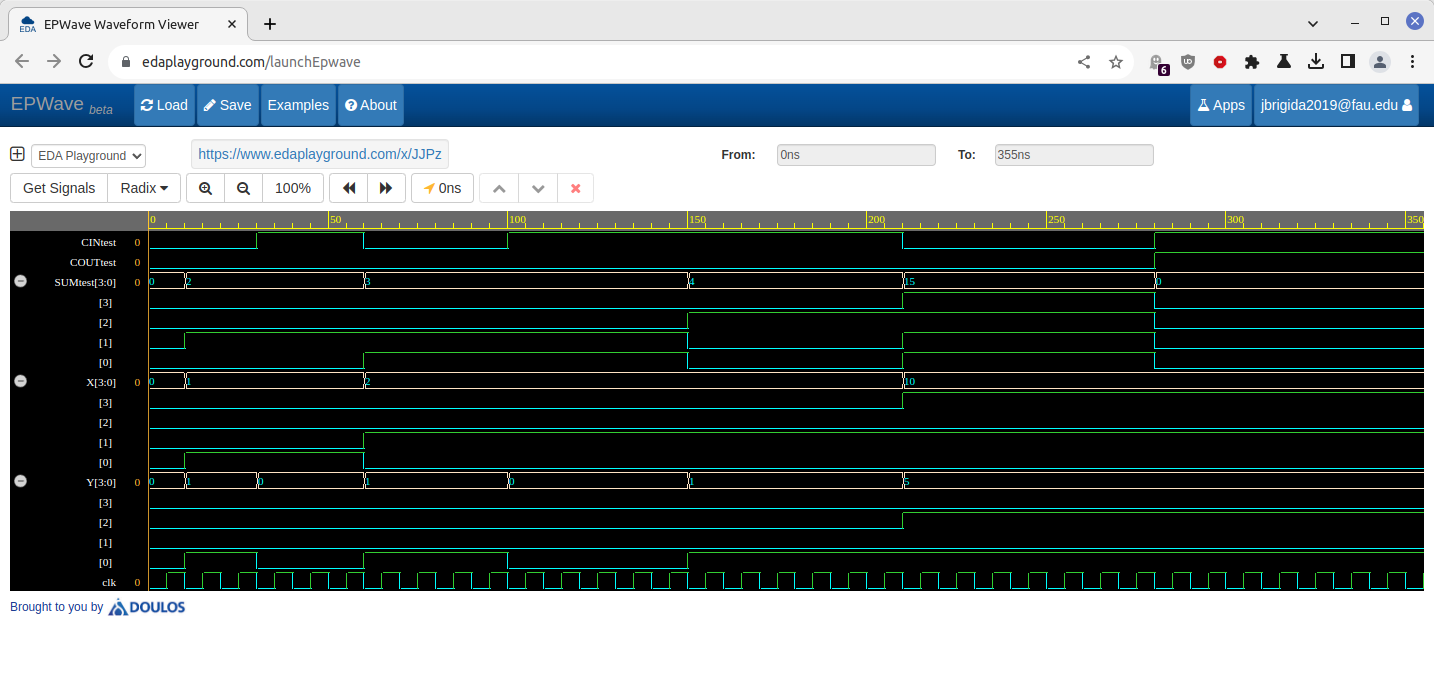 EDA EPWave Waveform Viewer
edaplayground.com/launchEpwave 6 UD
EPWave beta Load Save Examples About Apps jbrigida2019@fau.edu
EDA Playground https://www.edaplayground.com/x/JJPz From: 0ns To: 355ns
Get Signals Radix 100% 0ns
0 50 100 150 200 250 300 350
CINtest 0
COUTtest 0
SUMtest[3:0] 0 0 2 3 4 15 0
[3]
[2]
[1]
[0]
X[3:0] 0 0 1 2 10
[3]
[2]
[1]
[0]
Y[3:0] 0 0 1 0 1 0 1 5
[3]
[2]
[1]
[0]
clk 0
Brought to you by DOULOS